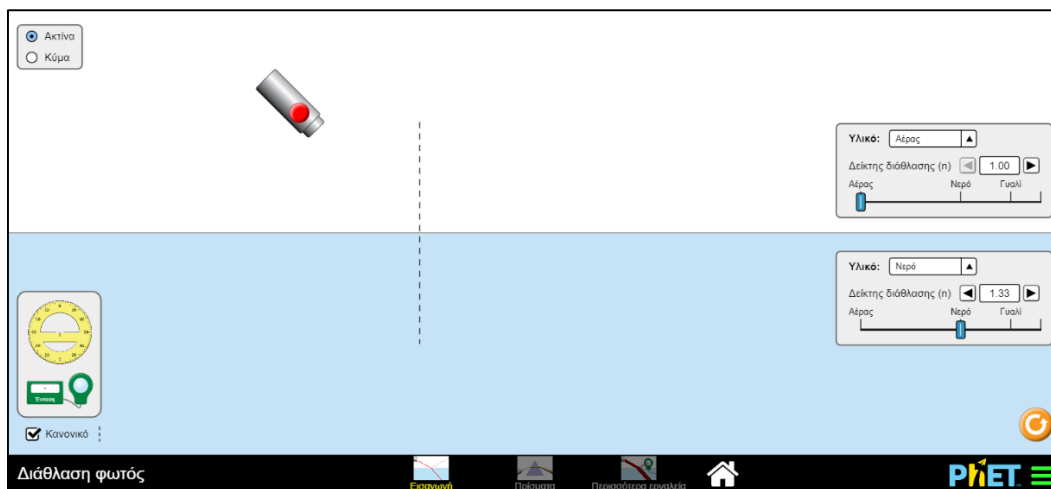 Ακτίνα
Κύμα
Υλικό: Αέρας
Δείκτης διάθλασης (n) 1.00
Αέρας Νερό Γυαλί
Υλικό: Νερό
Δείκτης διάθλασης (n) 1.33
Αέρας Νερό Γυαλί
Ένταση
Κανονικό
Διάθλαση φωτός
Εισαγωγή
Πρίσματα
Περισσότερα εργαλεία
PhET